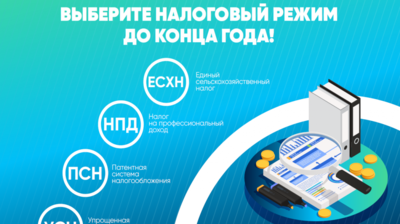 ВЫБЕРИТЕ НАЛОГОВЫЙ РЕЖИМ
ДО КОНЦА ГОДА!
ЕСХН
Единый
сельскохозяйственный
налог
НПД
Налог
на профессиональный
доход
ПСН
Патентная
система
налогообложения
УСН
Упрощенная